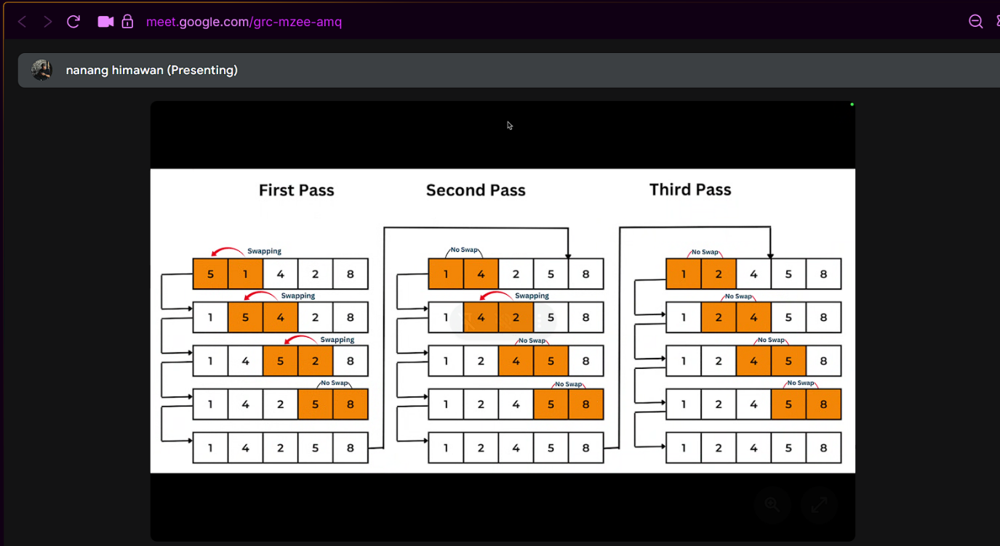 meet.google.com/grc-mzee-amq
nanang himawan (Presenting)
First Pass
Swapping
5 1 4 2 8
Swapping
1 5 4 2 8
Swapping
1 4 5 2 8
No Swap
1 4 2 5 8
1 4 2 5 8
Second Pass
No Swap
1 4 2 5 8
Swapping
1 4 2 5 8
No Swap
1 2 4 5 8
No Swap
1 2 4 5 8
1 2 4 5 8
Third Pass
No Swap
1 2 4 5 8
No Swap
1 2 4 5 8
No Swap
1 2 4 5 8
No Swap
1 2 4 5 8
1 2 4 5 8